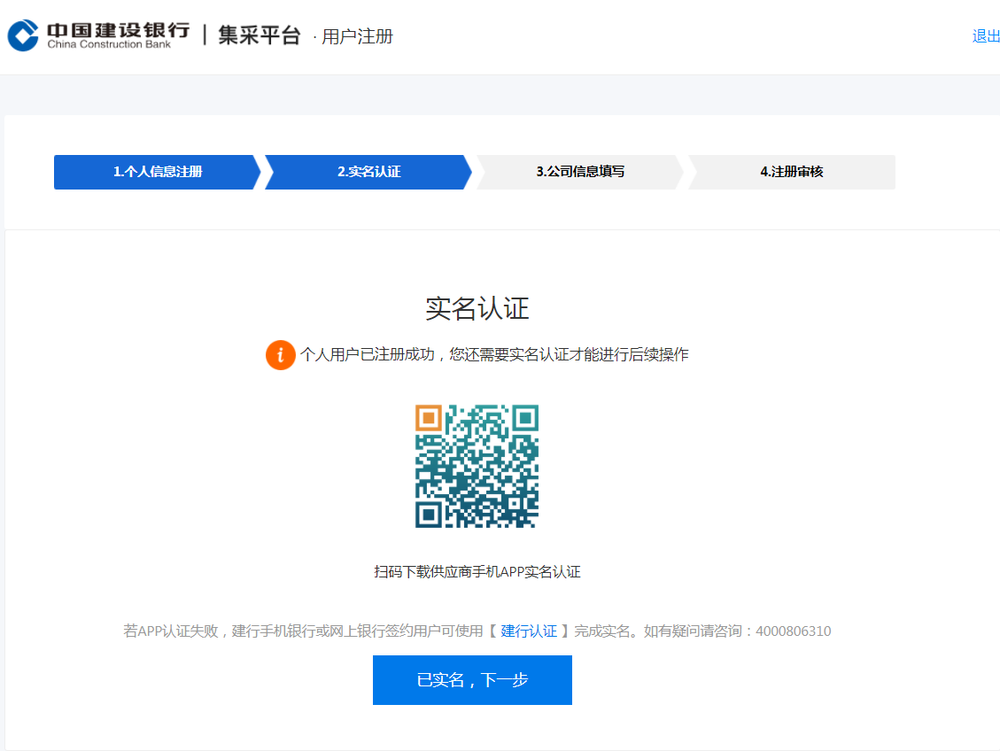 中国建设银行 | 集采平台 · 用户注册
China Construction Bank
退出
1.个人信息注册
2.实名认证
3.公司信息填写
4.注册审核
实名认证
个人用户已注册成功，您还需要实名认证才能进行后续操作
扫码下载供应商手机APP实名认证
若APP认证失败，建行手机银行或网上银行签约用户可使用【 建行认证 】完成实名。如有疑问请咨询：4000806310
已实名，下一步